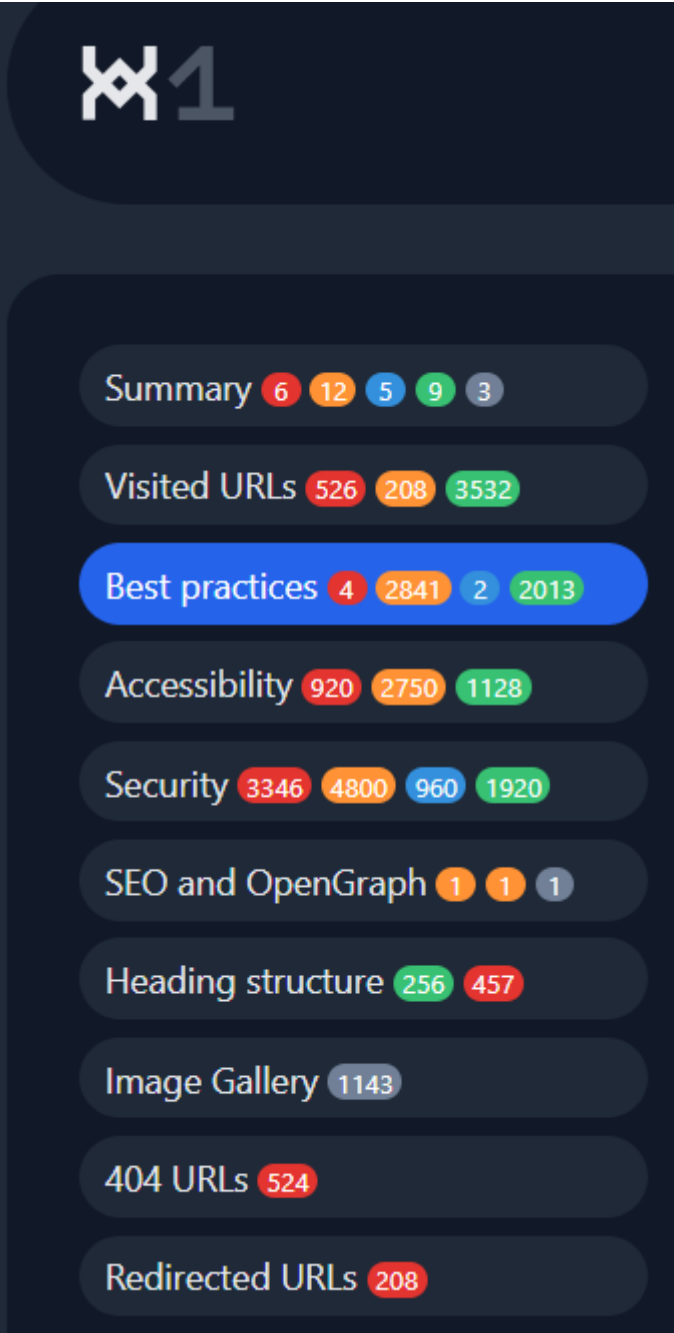 1
Summary 6 12 5 9 3
Visited URLs 526 208 3532
Best practices 4 2841 2 2013
Accessibility 920 2750 1128
Security 3346 4800 960 1920
SEO and OpenGraph 1 1 1
Heading structure 256 457
Image Gallery 1143
404 URLs 524
Redirected URLs 208